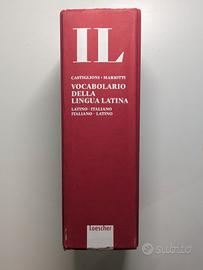 IL
CASTIGLIONI · MARIOTTI
VOCABOLARIO
DELLA
LINGUA LATINA
LATINO · ITALIANO
ITALIANO · LATINO
Loescher
subito